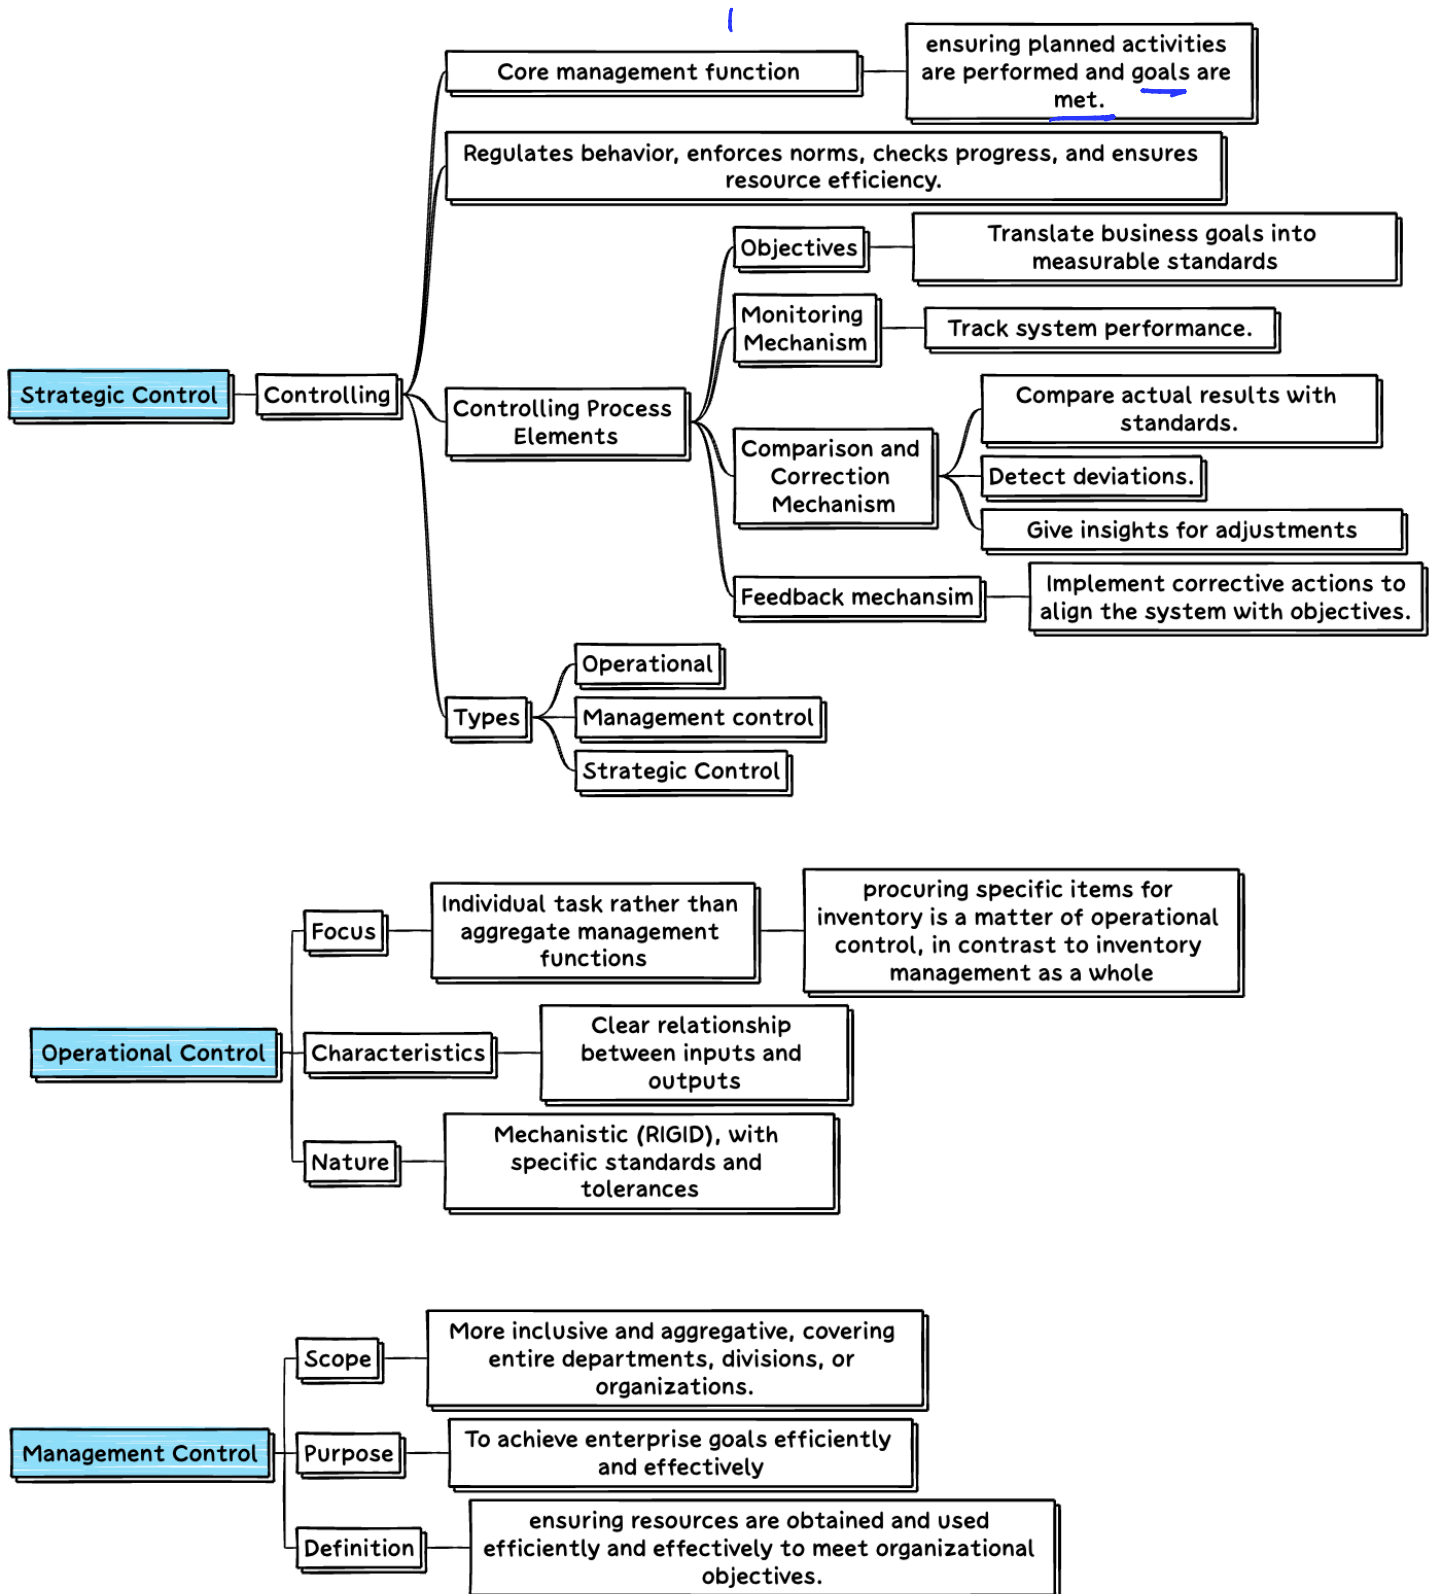 Core management function
ensuring planned activities
are performed and goals are
met.
Regulates behavior, enforces norms, checks progress, and ensures
resource efficiency.
Objectives
Translate business goals into
measurable standards
Monitoring
Mechanism
Track system performance.
Strategic Control
Controlling
Controlling Process
Elements
Compare actual results with
standards.
Comparison and
Correction
Mechanism
Detect deviations.
Give insights for adjustments
Feedback mechansim
Implement corrective actions to
align the system with objectives.
Types
Operational
Management control
Strategic Control
Operational Control
Focus
Individual task rather than
aggregate management
functions
procuring specific items for
inventory is a matter of operational
control, in contrast to inventory
management as a whole
Characteristics
Clear relationship
between inputs and
outputs
Nature
Mechanistic (RIGID), with
specific standards and
tolerances
Management Control
Scope
More inclusive and aggregative, covering
entire departments, divisions, or
organizations.
Purpose
To achieve enterprise goals efficiently
and effectively
Definition
ensuring resources are obtained and used
efficiently and effectively to meet organizational
objectives.